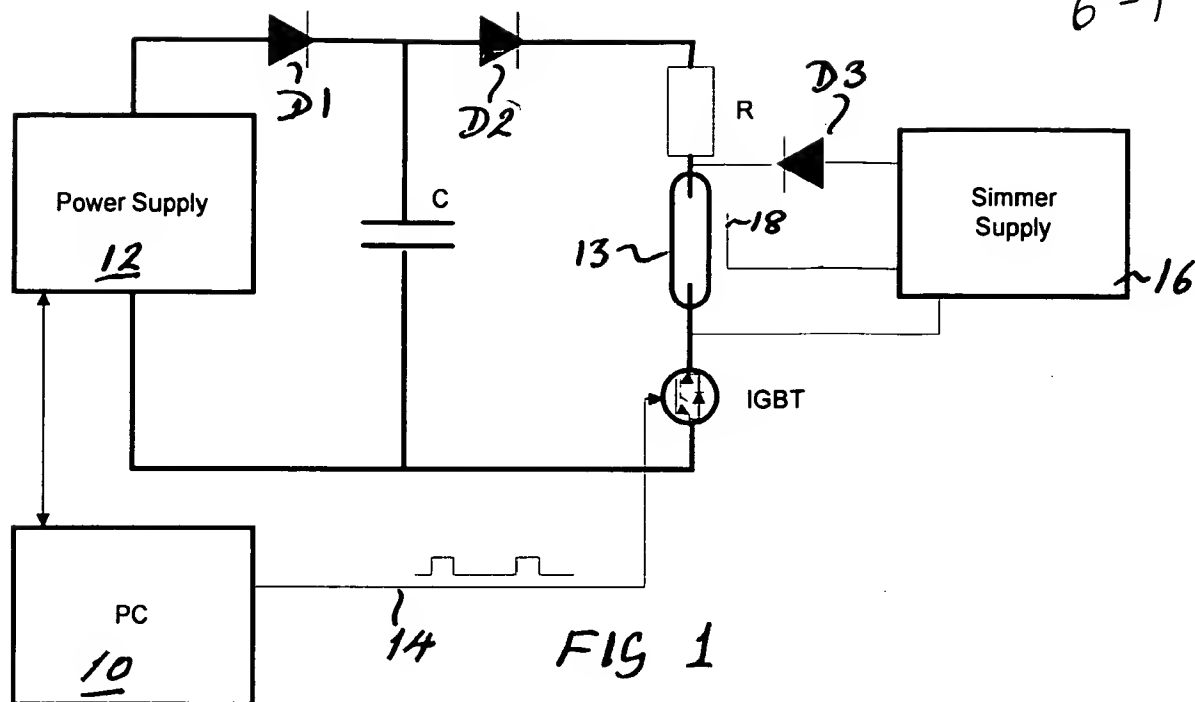 6-1
D1
D2
D3
R
Power Supply
12
C
Simmer
Supply
18
13
16
IGBT
PC
10
14
FIG 1